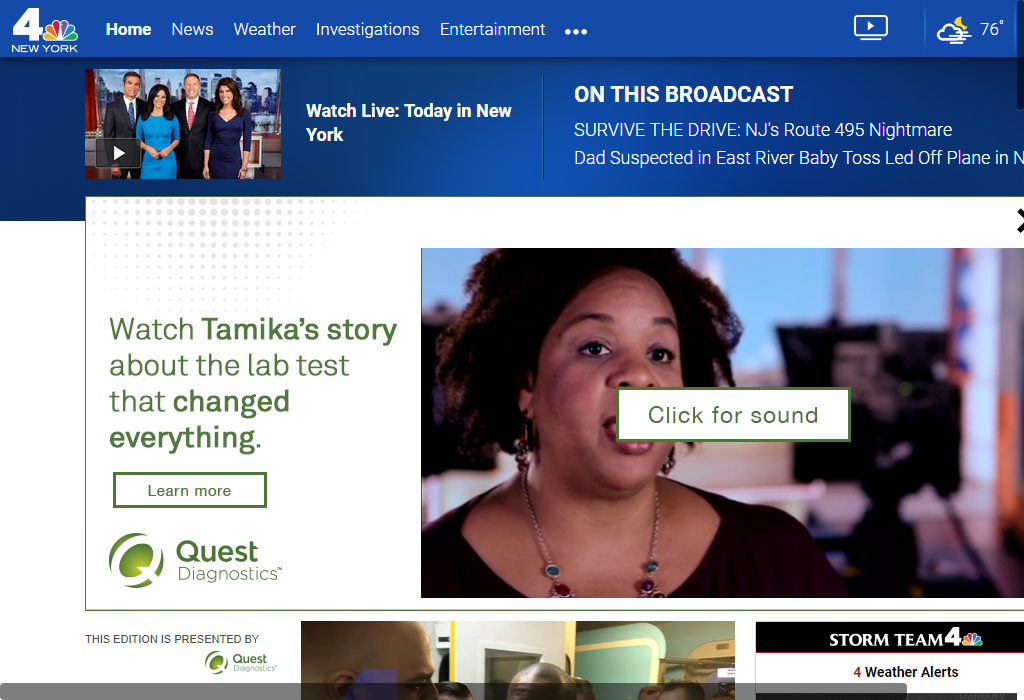 4
NEW YORK
Home News Weather Investigations Entertainment
76°
Watch Live: Today in New
York
ON THIS BROADCAST
SURVIVE THE DRIVE: NJ's Route 495 Nightmare
Dad Suspected in East River Baby Toss Led Off Plane in N
Watch Tamika's story
about the lab test
that changed
everything.
Learn more
Quest
Diagnostics™
Click for sound
THIS EDITION IS PRESENTED BY
Quest
Diagnostics™
STORM TEAM 4
4 Weather Alerts